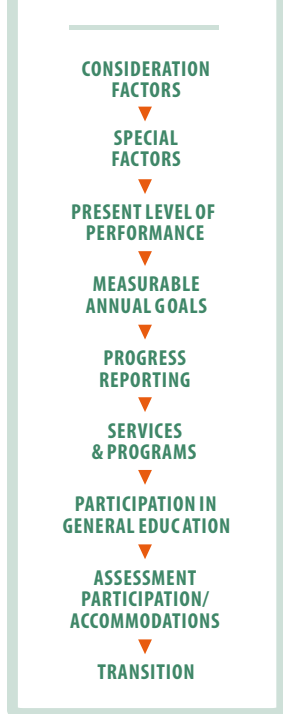 CONSIDERATION
FACTORS
SPECIAL
FACTORS
PRESENT LEVEL OF
PERFORMANCE
MEASURABLE
ANNUAL GOALS
PROGRESS
REPORTING
SERVICES
& PROGRAMS
PARTICIPATION IN
GENERAL EDUCATION
ASSESSMENT
PARTICIPATION/
ACCOMMODATIONS
TRANSITION